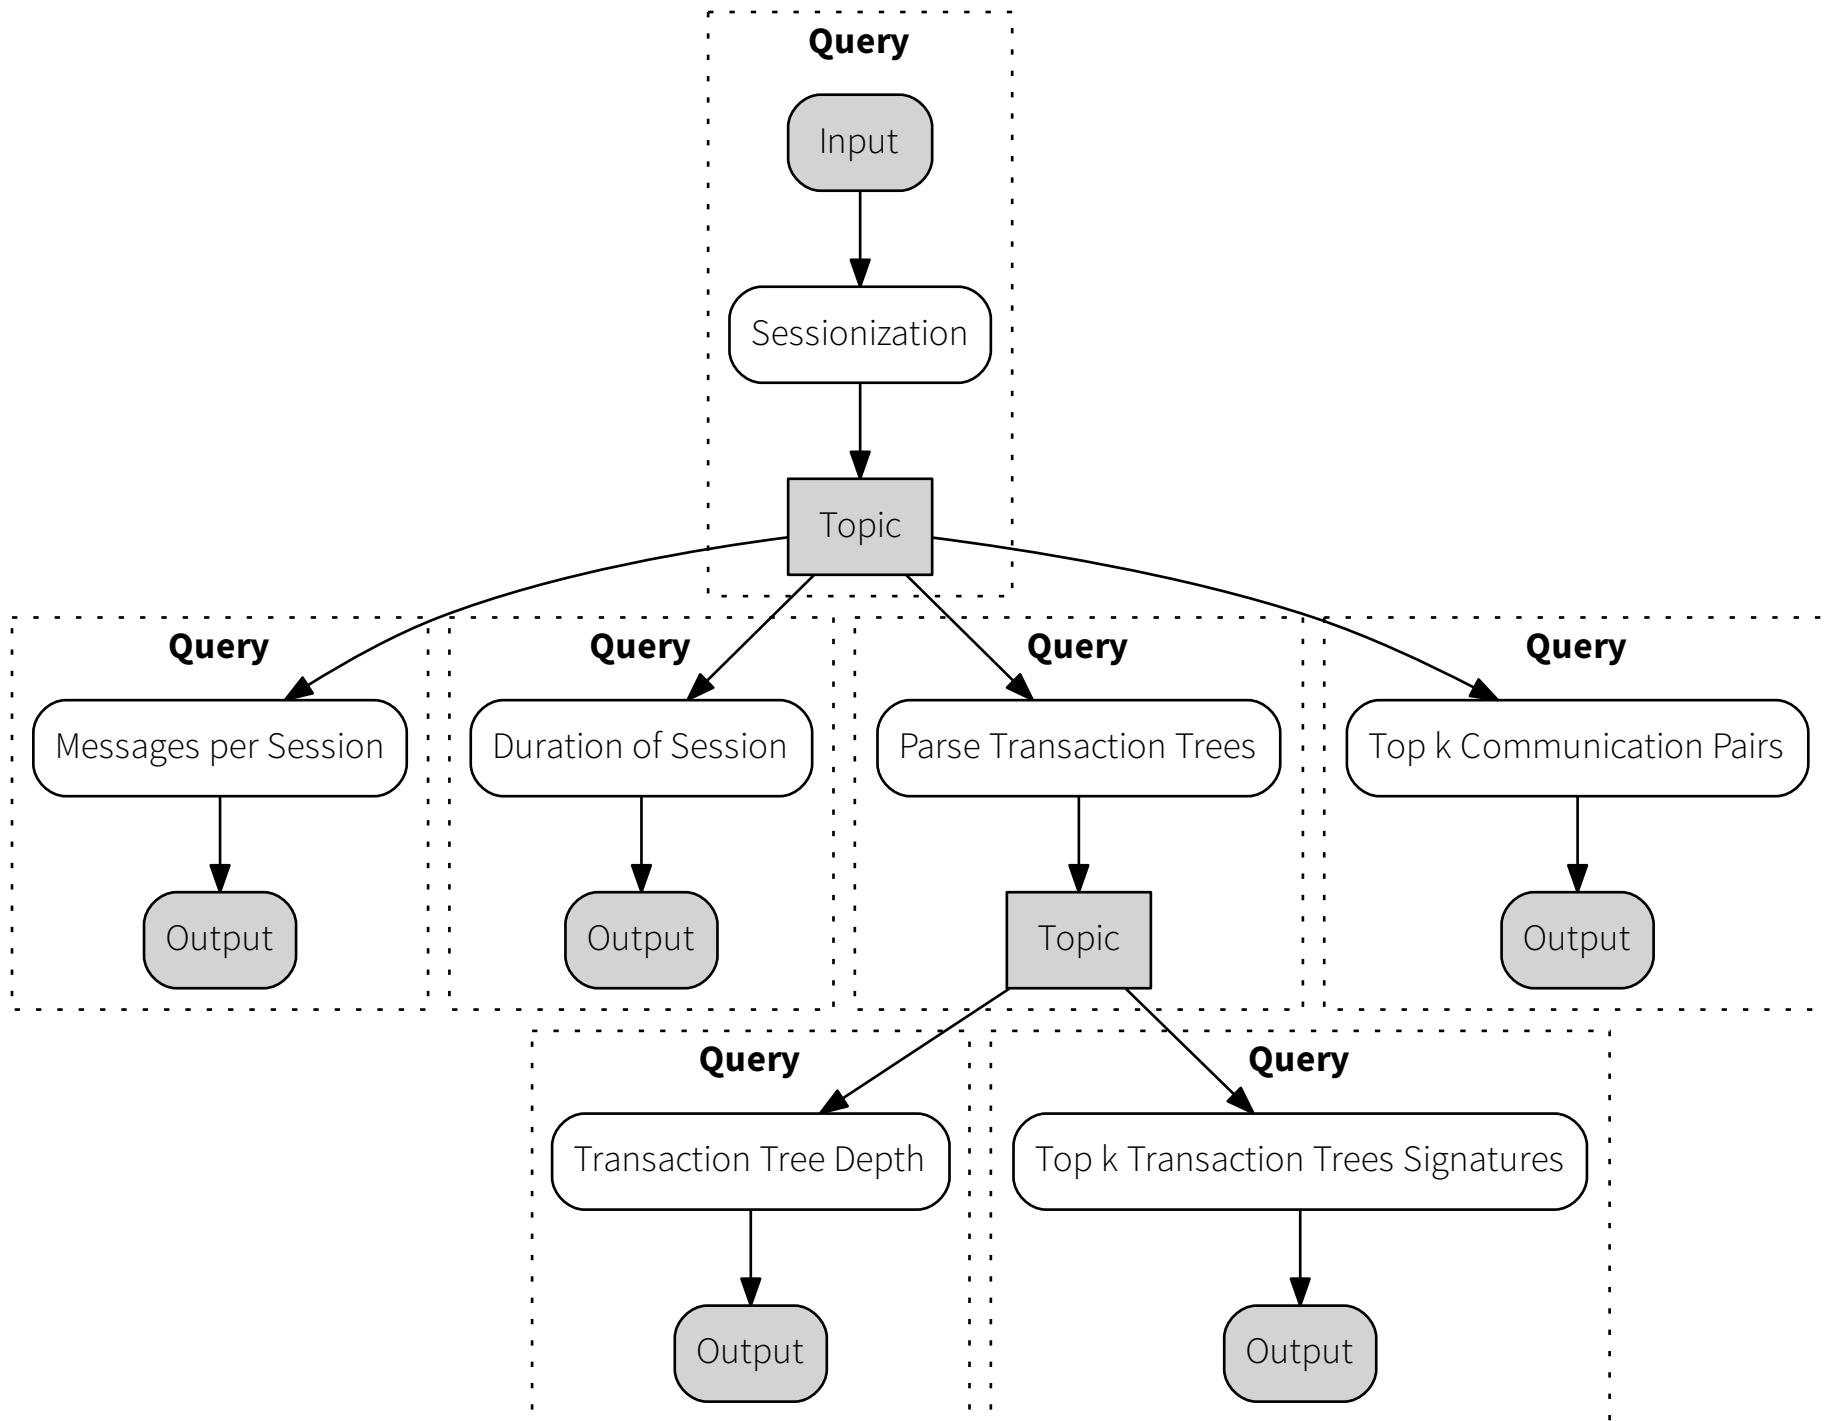 Query
Input
Sessionization
Topic
Query
Query
Query
Query
Messages per Session
Duration of Session
Parse Transaction Trees
Top k Communication Pairs
Output
Output
Topic
Output
Query
Query
Transaction Tree Depth
Top k Transaction Trees Signatures
Output
Output